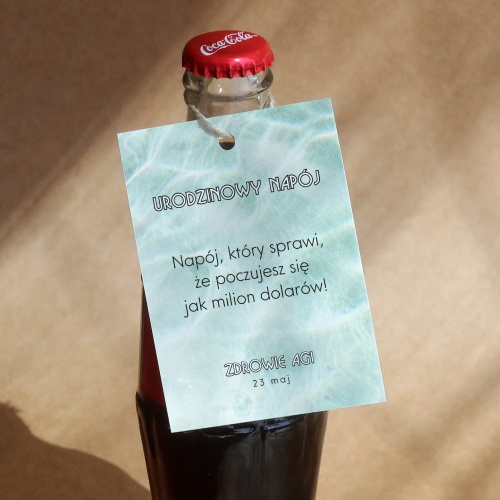 Coca-Cola
URODZINOWY NAPÓJ
Napój, który sprawi,
że poczujesz się
jak milion dolarów!
ZDROWIE AGI
23 maj